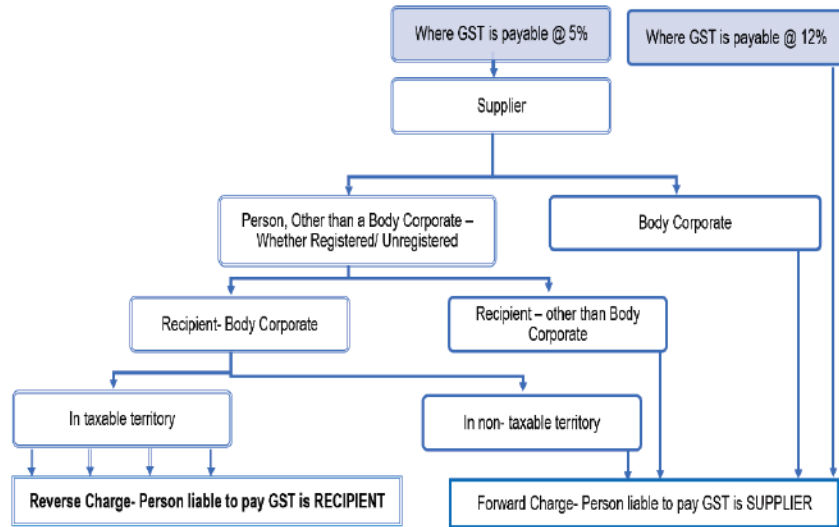 Where GST is payable @ 5%
Where GST is payable @ 12%
Supplier
Person, Other than a Body Corporate –
Whether Registered/ Unregistered
Body Corporate
Recipient- Body Corporate
Recipient – other than Body
Corporate
In taxable territory
In non- taxable territory
Reverse Charge- Person liable to pay GST is RECIPIENT
Forward Charge- Person liable to pay GST is SUPPLIER